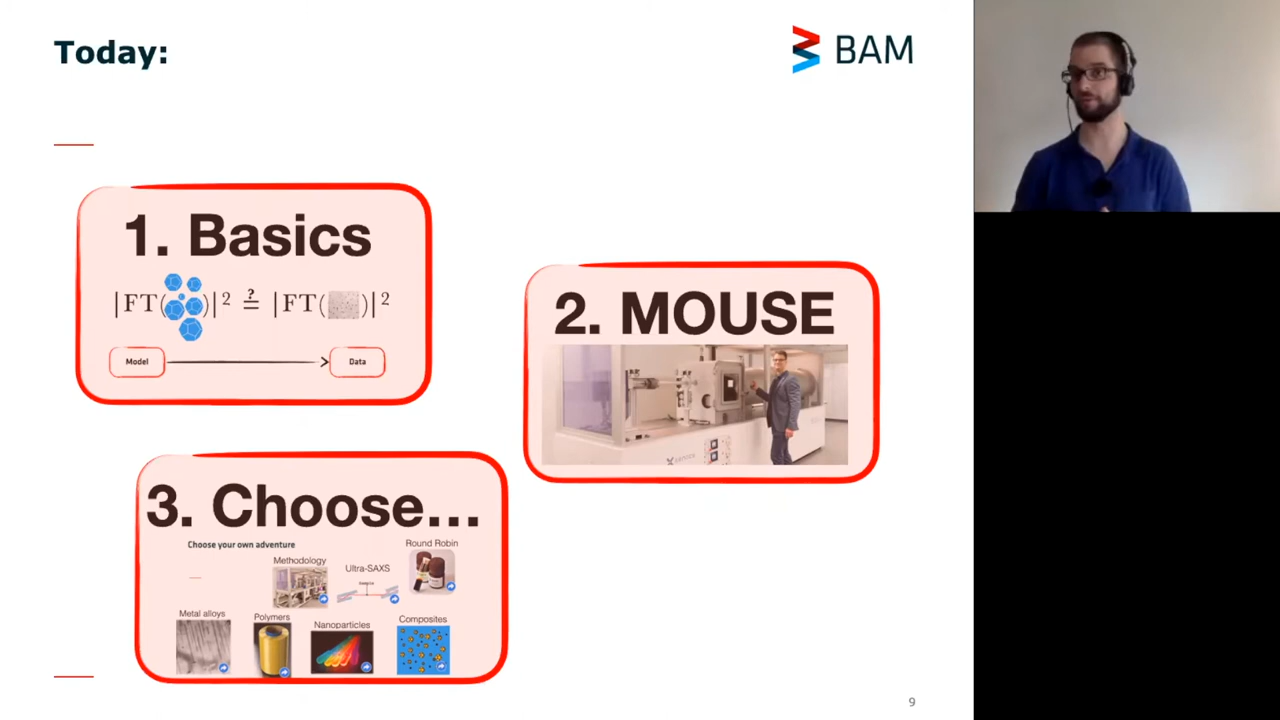 Today:
BAM
1. Basics
|FT( )|² ≟ |FT( )|²
Model
Data
2. MOUSE
xenocs
3. Choose...
Choose your own adventure
Methodology
Ultra-SAXS
Round Robin
Metal alloys
Polymers
Nanoparticles
Composites
9